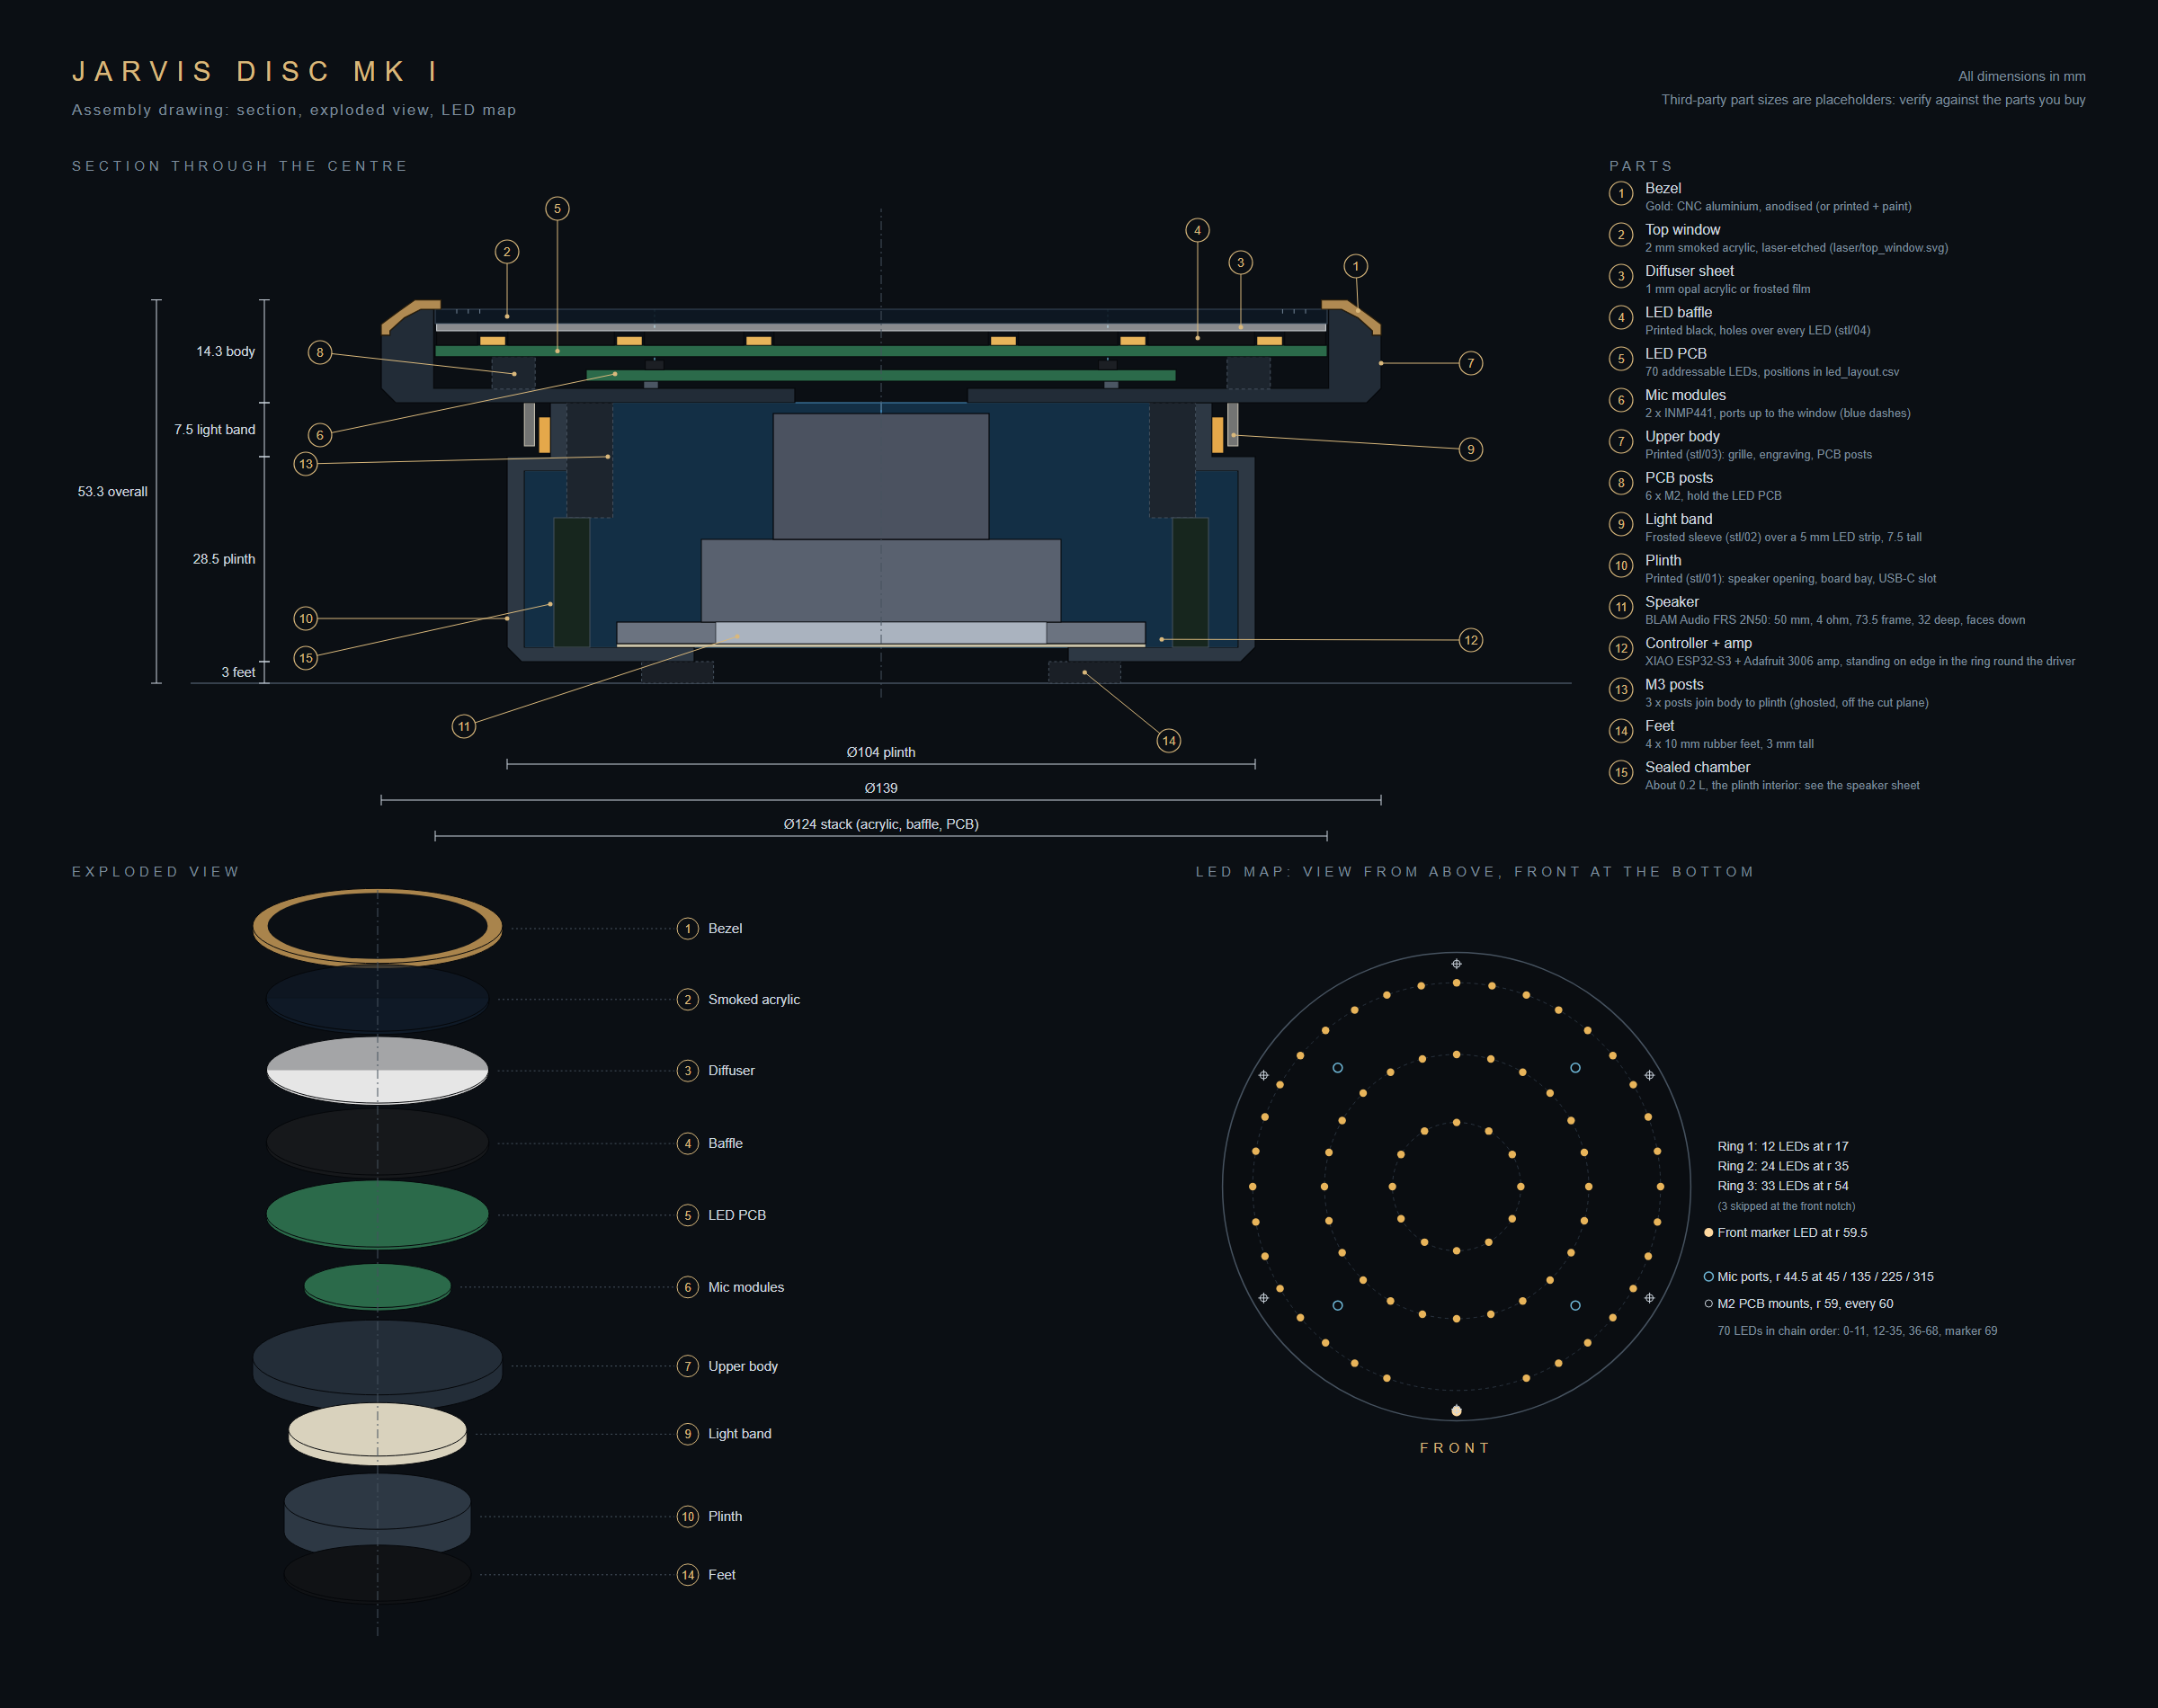 JARVIS DISC MK I
Assembly drawing: section, exploded view, LED map
All dimensions in mm
Third-party part sizes are placeholders: verify against the parts you buy
SECTION THROUGH THE CENTRE
5
2
4
3
1
14.3 body
8
7
7.5 light band
6
9
13
53.3 overall
28.5 plinth
10
12
15
3 feet
11
14
Ø104 plinth
Ø139
Ø124 stack (acrylic, baffle, PCB)
PARTS
1 Bezel
Gold: CNC aluminium, anodised (or printed + paint)
2 Top window
2 mm smoked acrylic, laser-etched (laser/top_window.svg)
3 Diffuser sheet
1 mm opal acrylic or frosted film
4 LED baffle
Printed black, holes over every LED (stl/04)
5 LED PCB
70 addressable LEDs, positions in led_layout.csv
6 Mic modules
2 x INMP441, ports up to the window (blue dashes)
7 Upper body
Printed (stl/03): grille, engraving, PCB posts
8 PCB posts
6 x M2, hold the LED PCB
9 Light band
Frosted sleeve (stl/02) over a 5 mm LED strip, 7.5 tall
10 Plinth
Printed (stl/01): speaker opening, board bay, USB-C slot
11 Speaker
BLAM Audio FRS 2N50: 50 mm, 4 ohm, 73.5 frame, 32 deep, faces down
12 Controller + amp
XIAO ESP32-S3 + Adafruit 3006 amp, standing on edge in the ring round the driver
13 M3 posts
3 x posts join body to plinth (ghosted, off the cut plane)
14 Feet
4 x 10 mm rubber feet, 3 mm tall
15 Sealed chamber
About 0.2 L, the plinth interior: see the speaker sheet
EXPLODED VIEW
1 Bezel
2 Smoked acrylic
3 Diffuser
4 Baffle
5 LED PCB
6 Mic modules
7 Upper body
9 Light band
10 Plinth
14 Feet
LED MAP: VIEW FROM ABOVE, FRONT AT THE BOTTOM
Ring 1: 12 LEDs at r 17
Ring 2: 24 LEDs at r 35
Ring 3: 33 LEDs at r 54
(3 skipped at the front notch)
Front marker LED at r 59.5
Mic ports, r 44.5 at 45 / 135 / 225 / 315
M2 PCB mounts, r 59, every 60
70 LEDs in chain order: 0-11, 12-35, 36-68, marker 69
FRONT